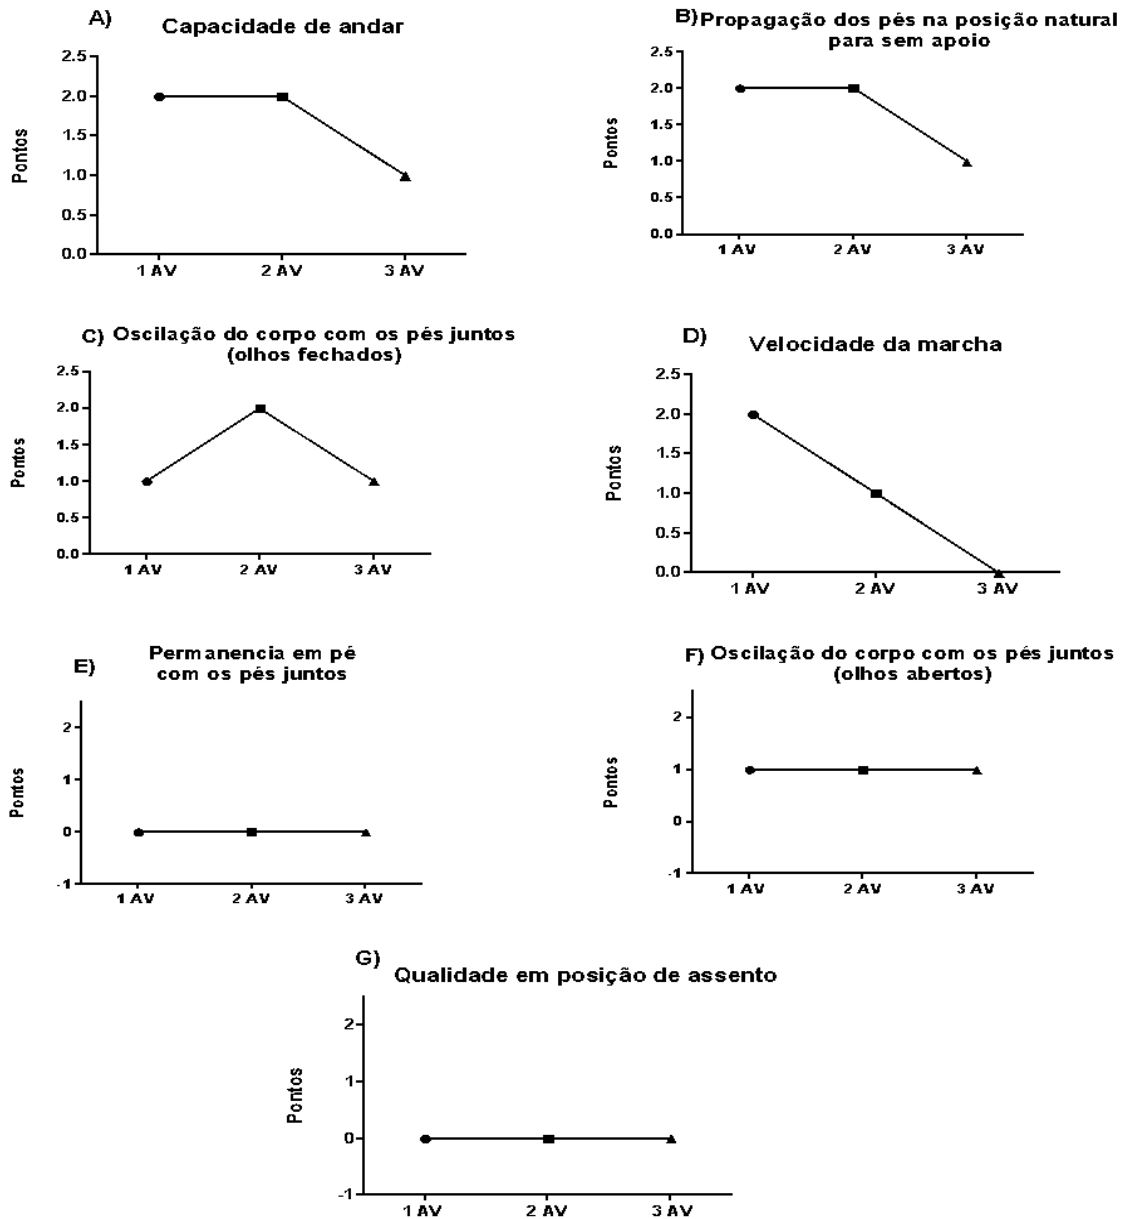 A)
Capacidade de andar
2.5
2.0
1.5
1.0
0.5
0.0
Pontos
1 AV 2 AV 3 AV
B) Propagação dos pés na posição natural
para sem apoio
2.5
2.0
1.5
1.0
0.5
0.0
Pontos
1 AV 2 AV 3 AV
C) Oscilação do corpo com os pés juntos
(olhos fechados)
2.5
2.0
1.5
1.0
0.5
0.0
Pontos
1 AV 2 AV 3 AV
D)
Velocidade da marcha
2.5
2.0
1.5
1.0
0.5
0.0
Pontos
1 AV 2 AV 3 AV
E)
Permanencia em pé
com os pés juntos
2
1
0
-1
Pontos
1 AV 2 AV 3 AV
F) Oscilação do corpo com os pés juntos
(olhos abertos)
2
1
0
-1
Pontos
1 AV 2 AV 3 AV
G)
Qualidade em posição de assento
2
1
0
-1
Pontos
1 AV 2 AV 3 AV